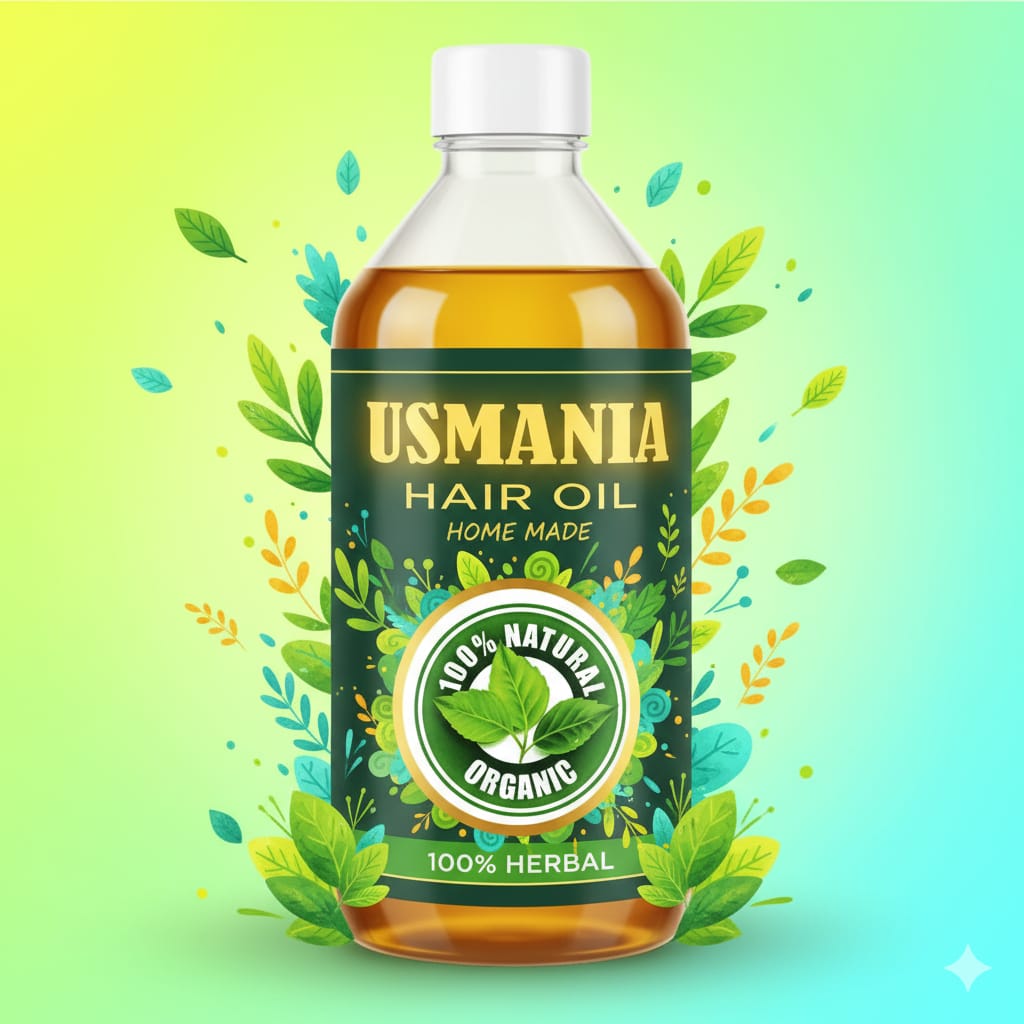 USMANIA
HAIR OIL
HOME MADE
100% NATURAL
ORGANIC
100% HERBAL